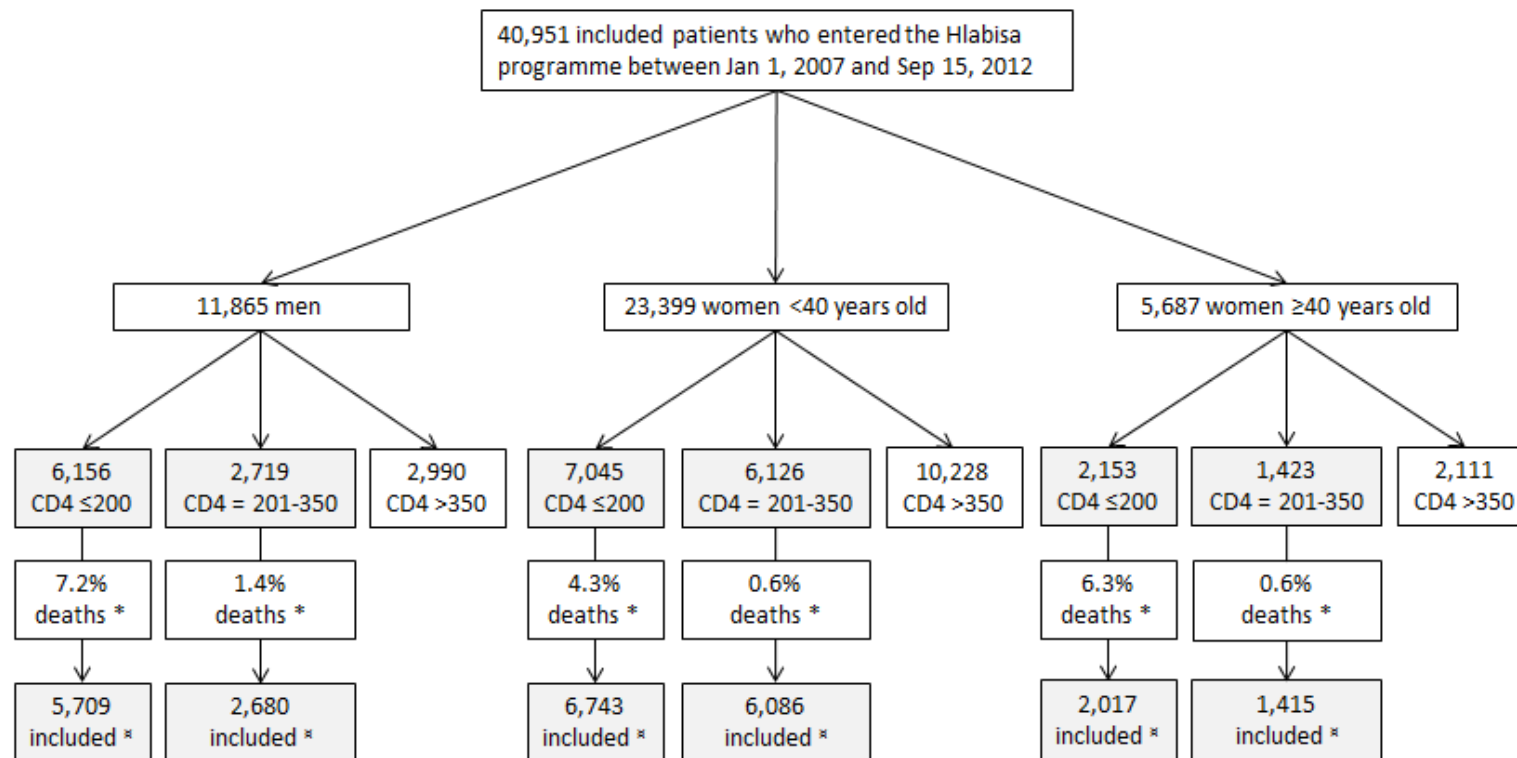 40,951 included patients who entered the Hlabisa
programme between Jan 1, 2007 and Sep 15, 2012
11,865 men
23,399 women <40 years old
5,687 women ≥40 years old
6,156
CD4 ≤200
2,719
CD4 = 201-350
2,990
CD4 >350
7,045
CD4 ≤200
6,126
CD4 = 201-350
10,228
CD4 >350
2,153
CD4 ≤200
1,423
CD4 = 201-350
2,111
CD4 >350
7.2%
deaths *
1.4%
deaths *
4.3%
deaths *
0.6%
deaths *
6.3%
deaths *
0.6%
deaths *
5,709
included ¤
2,680
included ¤
6,743
included ¤
6,086
included ¤
2,017
included ¤
1,415
included ¤